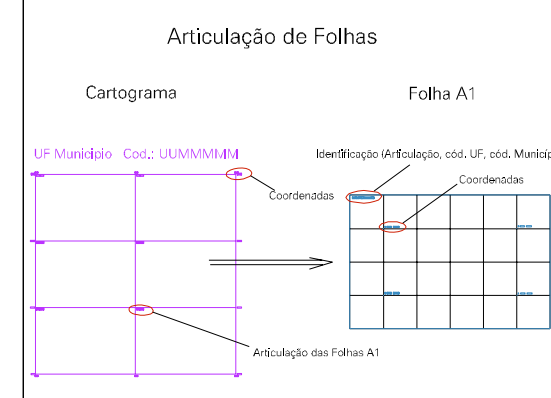 Articulação de Folhas
Cartograma
Folha A1
UF Municipio Cod.: UUMMMMM
Identificação (Articulação, cód. UF, cód. Municíp
Coordenadas
Coordenadas
Articulação das Folhas A1